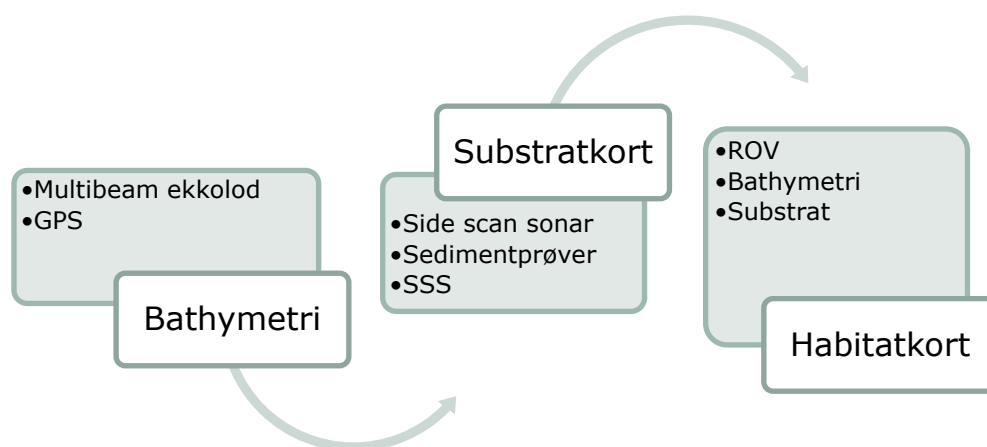 •Multibeam ekkolod
•GPS
Bathymetri
Substratkort
•Side scan sonar
•Sedimentprøver
•SSS
•ROV
•Bathymetri
•Substrat
Habitatkort